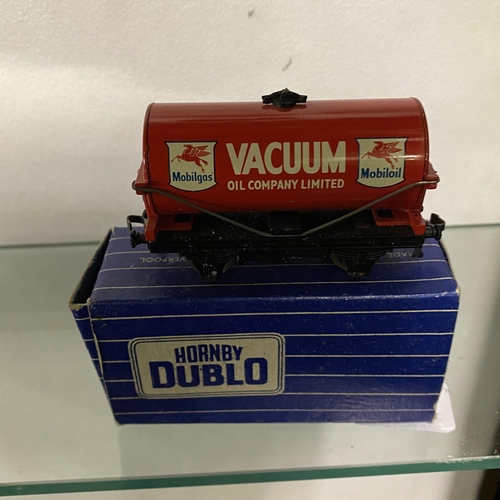 VACUUM
OIL COMPANY LIMITED
Mobilgas
Mobiloil
HORNBY
DUBLO